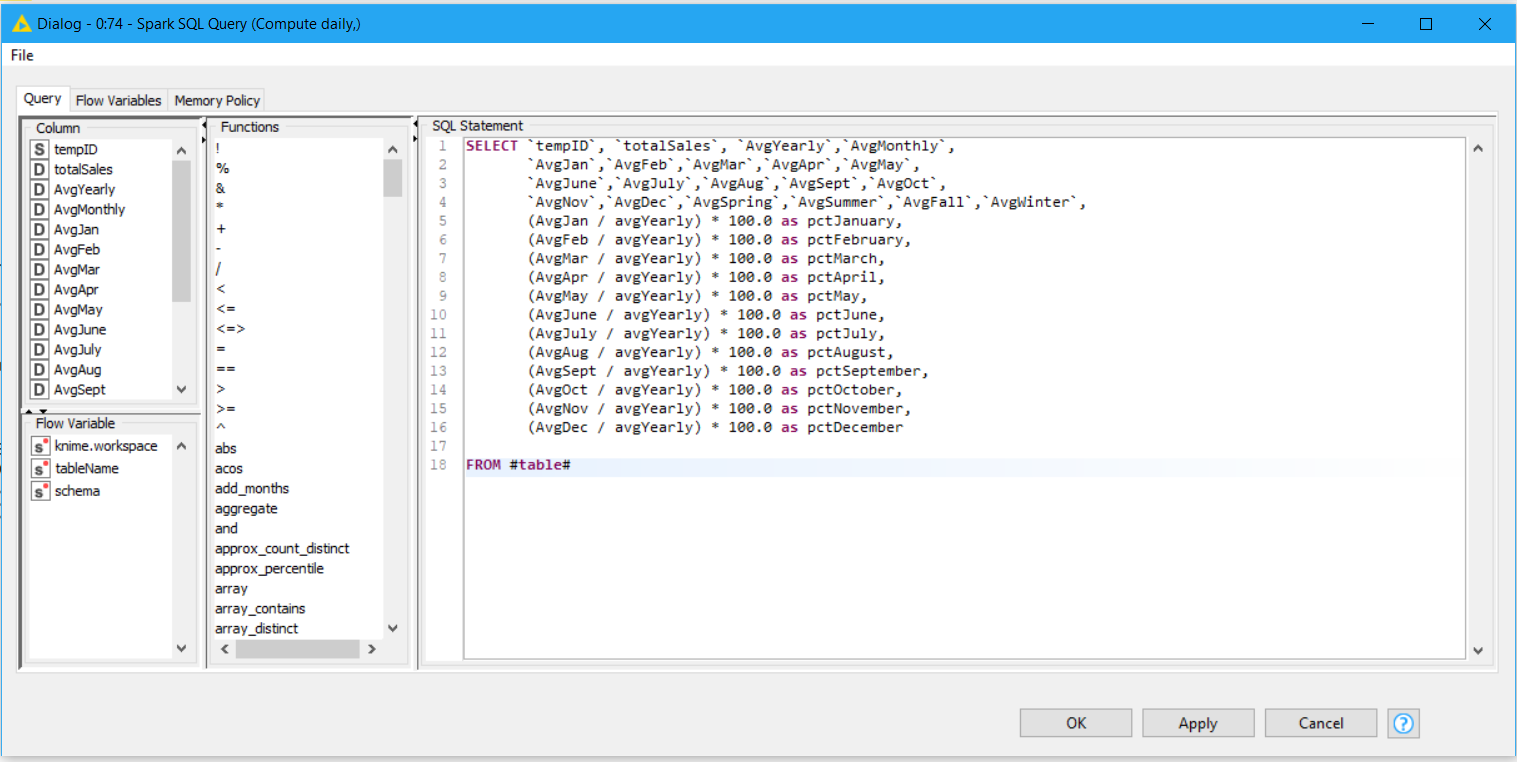 Dialog - 0:74 - Spark SQL Query (Compute daily,)
File
Query Flow Variables Memory Policy
Column
S tempID
D totalSales
D AvgYearly
D AvgMonthly
D AvgJan
D AvgFeb
D AvgMar
D AvgApr
D AvgMay
D AvgJune
D AvgJuly
D AvgAug
D AvgSept
Flow Variable
s knime.workspace
s tableName
s schema
Functions
!
%
&
*
+
-
/
<
<=
<=>
=
==
>
>=
^
abs
acos
add_months
aggregate
and
approx_count_distinct
approx_percentile
array
array_contains
array_distinct
SQL Statement
1 SELECT `tempID`, `totalSales`, `AvgYearly`,`AvgMonthly`,
2 `AvgJan`,`AvgFeb`,`AvgMar`,`AvgApr`,`AvgMay`,
3 `AvgJune`,`AvgJuly`,`AvgAug`,`AvgSept`,`AvgOct`,
4 `AvgNov`,`AvgDec`,`AvgSpring`,`AvgSummer`,`AvgFall`,`AvgWinter`,
5 (AvgJan / avgYearly) * 100.0 as pctJanuary,
6 (AvgFeb / avgYearly) * 100.0 as pctFebruary,
7 (AvgMar / avgYearly) * 100.0 as pctMarch,
8 (AvgApr / avgYearly) * 100.0 as pctApril,
9 (AvgMay / avgYearly) * 100.0 as pctMay,
10 (AvgJune / avgYearly) * 100.0 as pctJune,
11 (AvgJuly / avgYearly) * 100.0 as pctJuly,
12 (AvgAug / avgYearly) * 100.0 as pctAugust,
13 (AvgSept / avgYearly) * 100.0 as pctSeptember,
14 (AvgOct / avgYearly) * 100.0 as pctOctober,
15 (AvgNov / avgYearly) * 100.0 as pctNovember,
16 (AvgDec / avgYearly) * 100.0 as pctDecember
17
18 FROM #table#
OK Apply Cancel ?